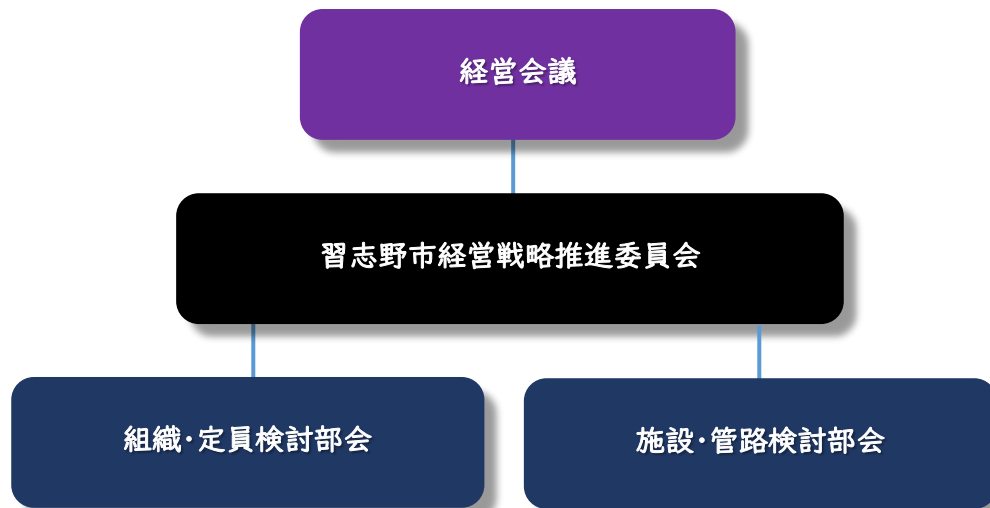 経営会議
習志野市経営戦略推進委員会
組織・定員検討部会
施設・管路検討部会